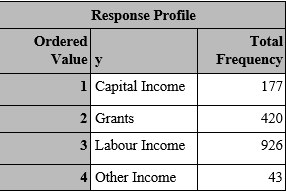 Response Profile
Ordered Value y Total Frequency
1 Capital Income 177
2 Grants 420
3 Labour Income 926
4 Other Income 43